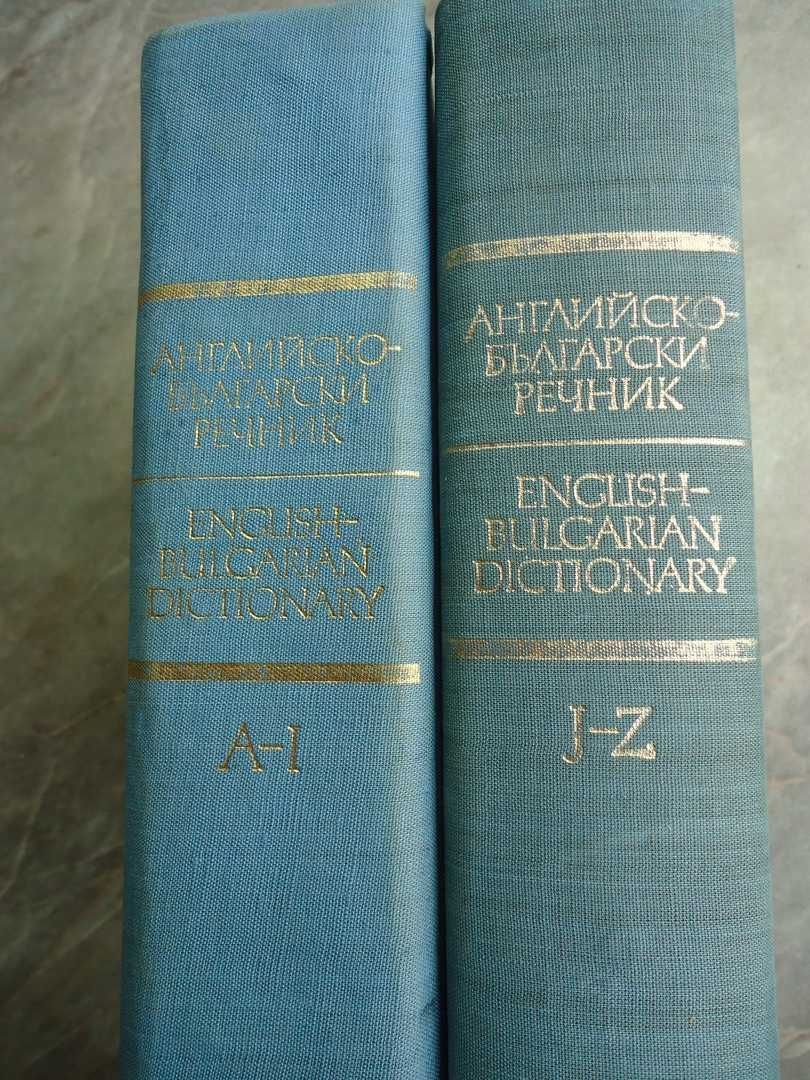 АНГЛИЙСКО-
БЪЛГАРСКИ
РЕЧНИК
ENGLISH-
BULGARIAN
DICTIONARY
A-I
АНГЛИЙСКО-
БЪЛГАРСКИ
РЕЧНИК
ENGLISH-
BULGARIAN
DICTIONARY
J-Z